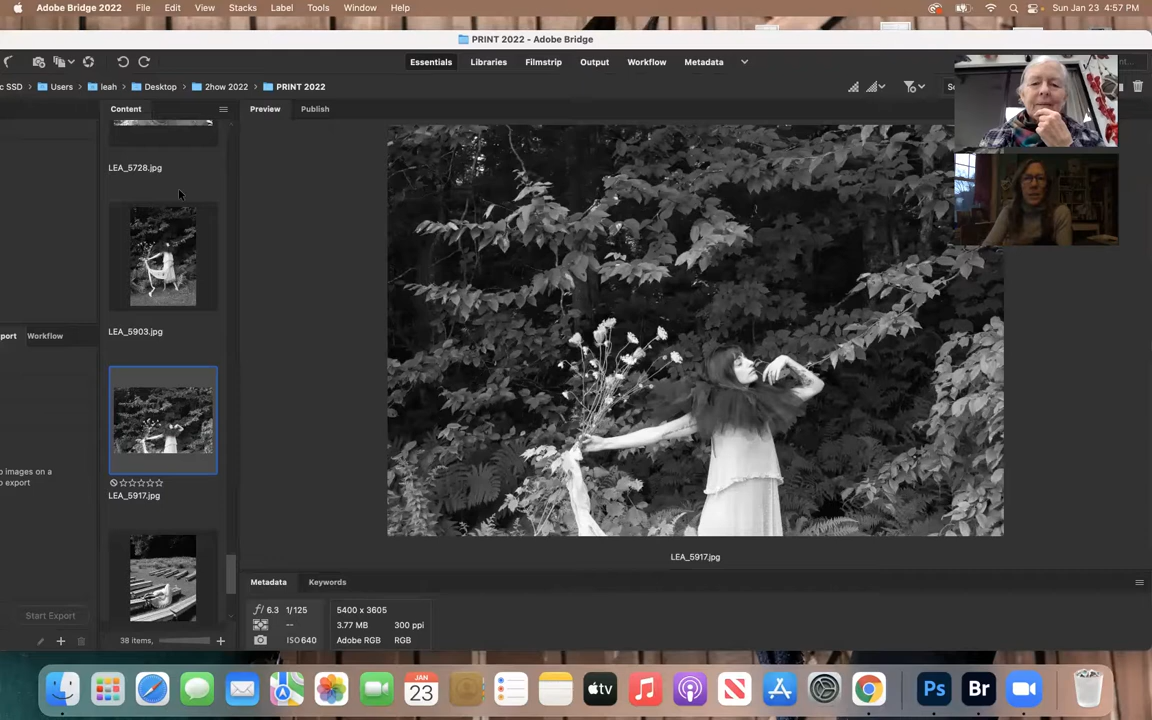 Adobe Bridge 2022 File Edit View Stacks Label Tools Window Help Sun Jan 23 4:57 PM
PRINT 2022 - Adobe Bridge
Essentials Libraries Filmstrip Output Workflow Metadata
c SSD Users leah Desktop 2how 2022 PRINT 2022
Content
Preview Publish
LEA_5728.jpg
LEA_5903.jpg
port Workflow
o images on a
o export
LEA_5917.jpg
LEA_5917.jpg
Metadata Keywords
f/ 6.3 1/125
--
ISO640
5400 x 3605
3.77 MB 300 ppi
Adobe RGB RGB
Start Export
38 items,
JAN
23
tv
Ps
Br